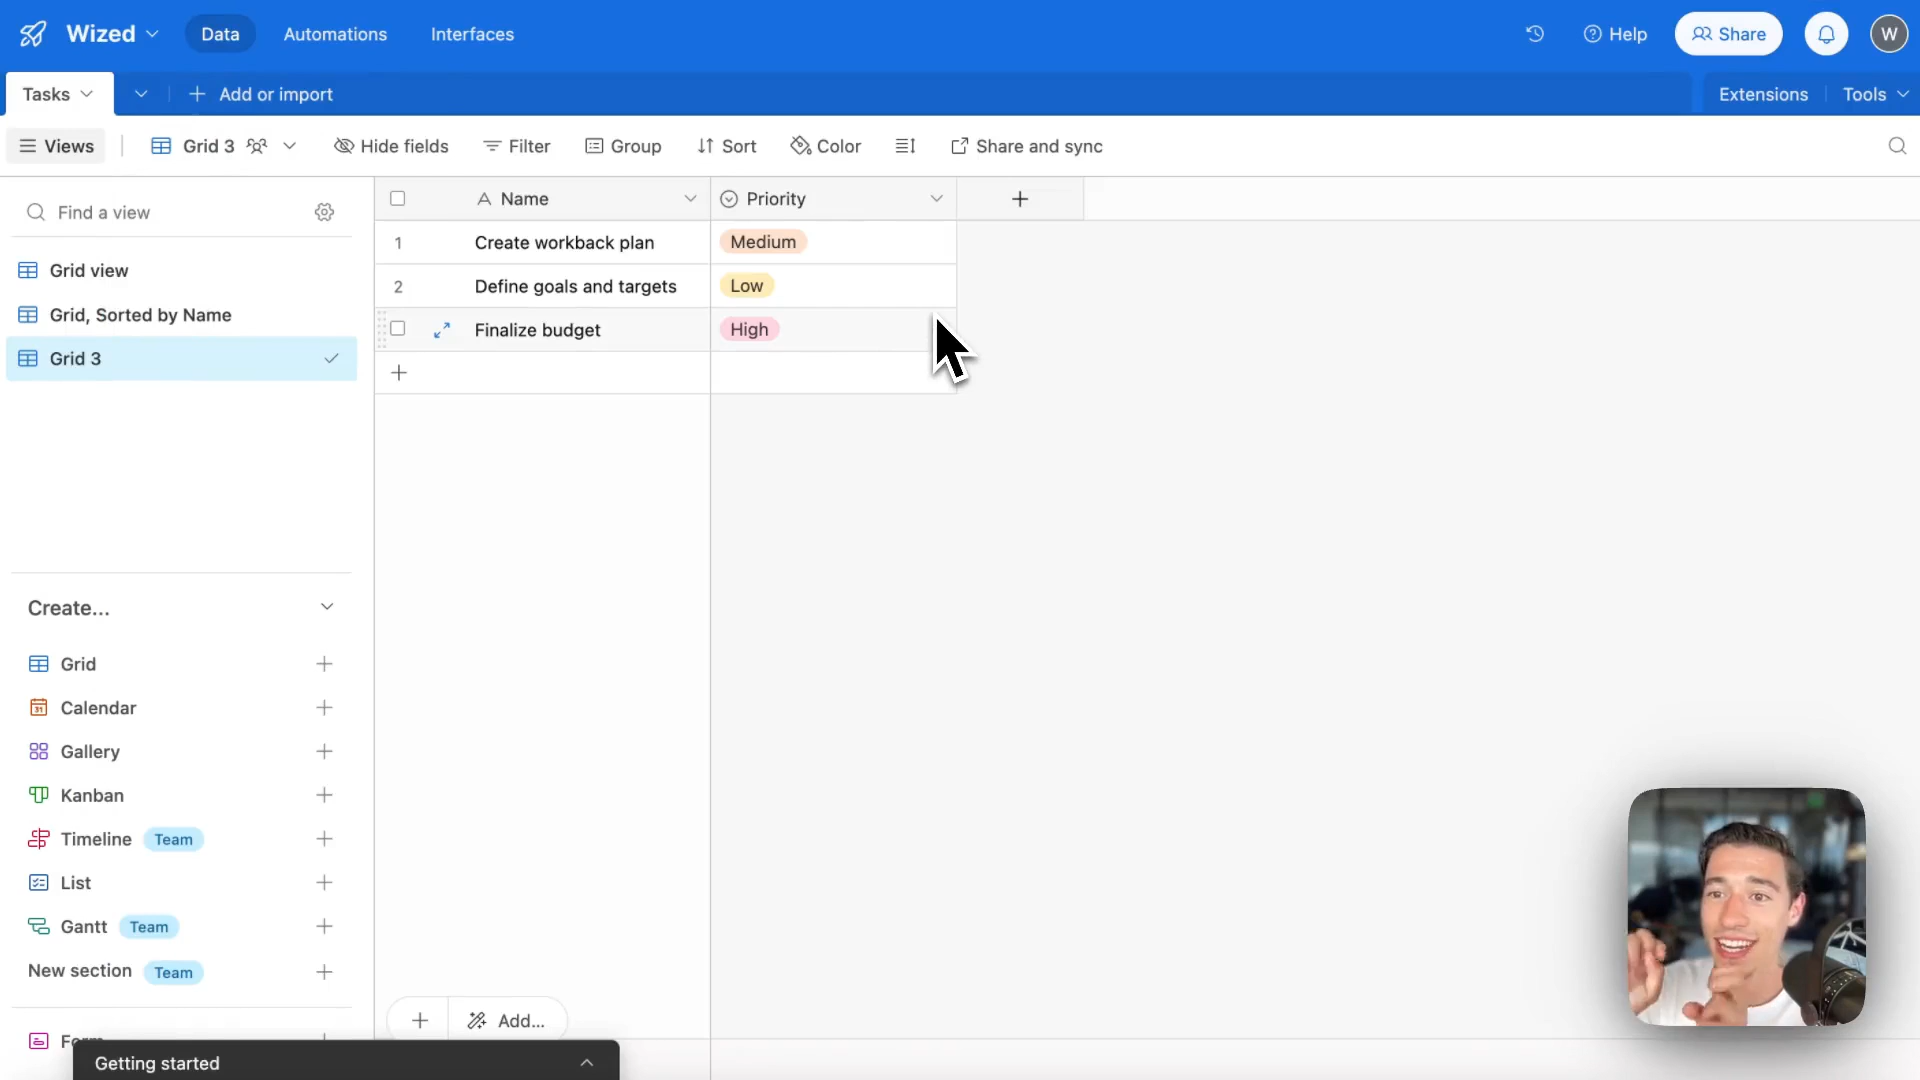 Wized
Data
Automations
Interfaces
Help
Share
W
Tasks
Add or import
Extensions
Tools
Views
Grid 3
Hide fields
Filter
Group
Sort
Color
Share and sync
Find a view
Grid view
Grid, Sorted by Name
Grid 3
Name
Priority
1
Create workback plan
Medium
2
Define goals and targets
Low
Finalize budget
High
Create...
Grid
31
Calendar
Gallery
Kanban
Timeline
Team
List
Gantt
Team
New section
Team
Form
Add...
Getting started